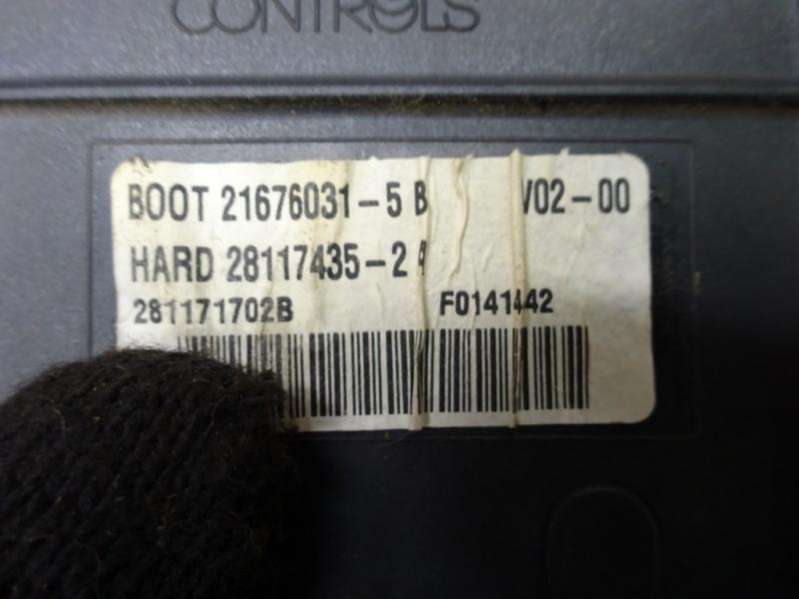 CONTROLS
BOOT 21676031-5 B V02-00
HARD 28117435-2 A
281171702B F0141442